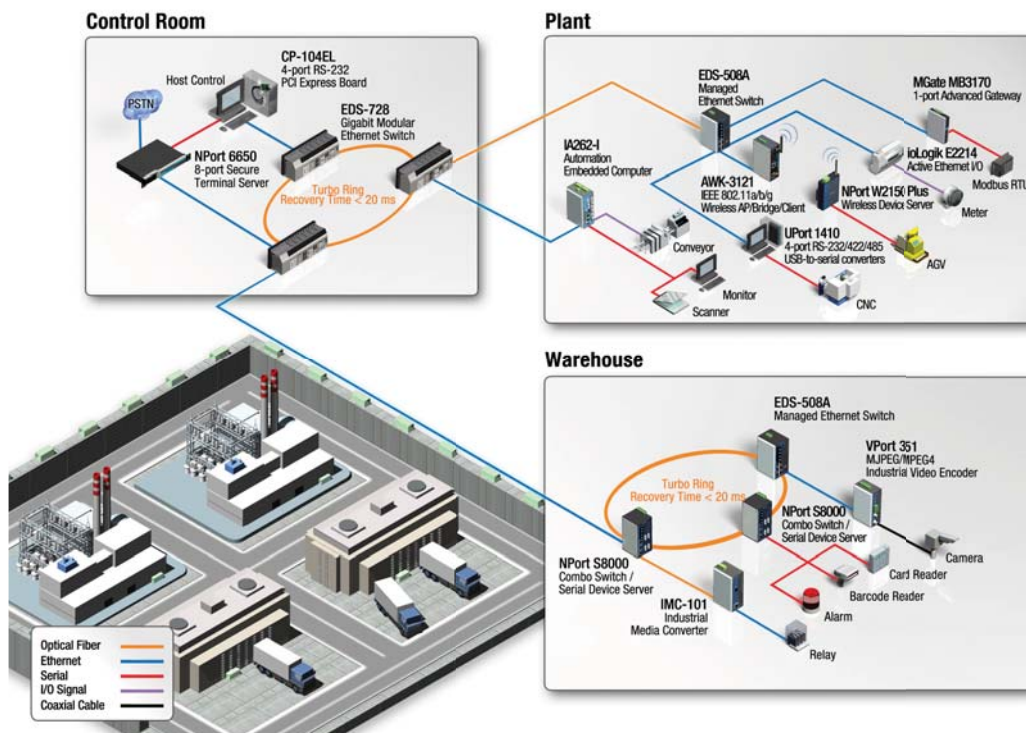 Control Room
CP-104EL
4-port RS-232
PCI Express Board
Host Control
PSTN
EDS-728
Gigabit Modular
Ethernet Switch
NPort 6650
8-port Secure
Terminal Server
Turbo Ring
Recovery Time < 20 ms
Plant
EDS-508A
Managed
Ethernet Switch
MGate MB3170
1-port Advanced Gateway
IA262-I
Automation
Embedded Computer
ioLogik E2214
Active Ethernet I/O
Modbus RTU
AWK-3121
IEEE 802.11a/b/g
Wireless AP/Bridge/Client
NPort W2150 Plus
Wireless Device Server
Meter
UPort 1410
4-port RS-232/422/485
USB-to-serial converters
Conveyor
AGV
Monitor
CNC
Scanner
Warehouse
EDS-508A
Managed Ethernet Switch
VPort 351
MJPEG/MPEG4
Industrial Video Encoder
Turbo Ring
Recovery Time < 20 ms
NPort S8000
Combo Switch /
Serial Device Server
NPort S8000
Combo Switch /
Serial Device Server
Camera
Card Reader
Barcode Reader
IMC-101
Industrial
Media Converter
Alarm
Relay
Optical Fiber
Ethernet
Serial
I/O Signal
Coaxial Cable